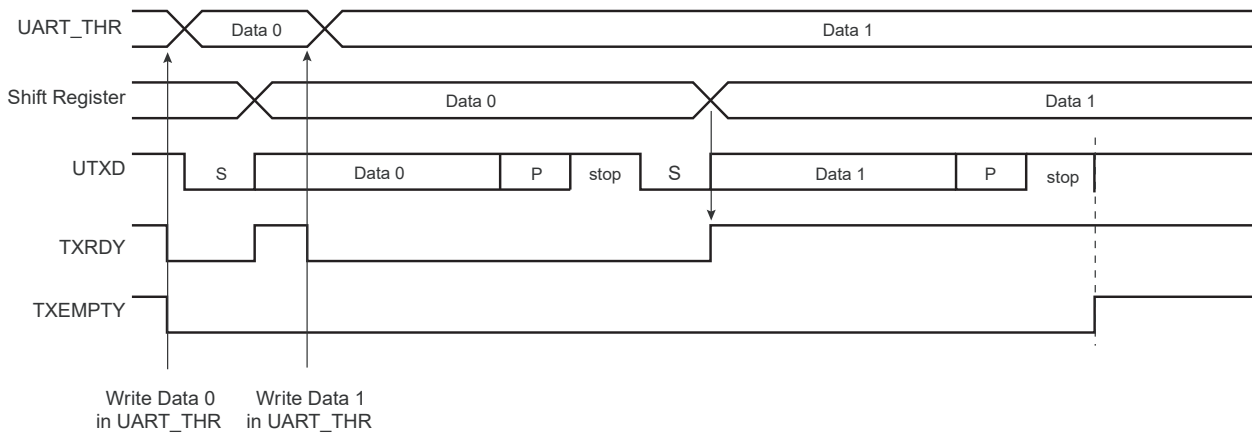 UART_THR Data 0 Data 1
Shift Register Data 0 Data 1
UTXD S Data 0 P stop S Data 1 P stop
TXRDY
TXEMPTY
Write Data 0 Write Data 1
in UART_THR in UART_THR